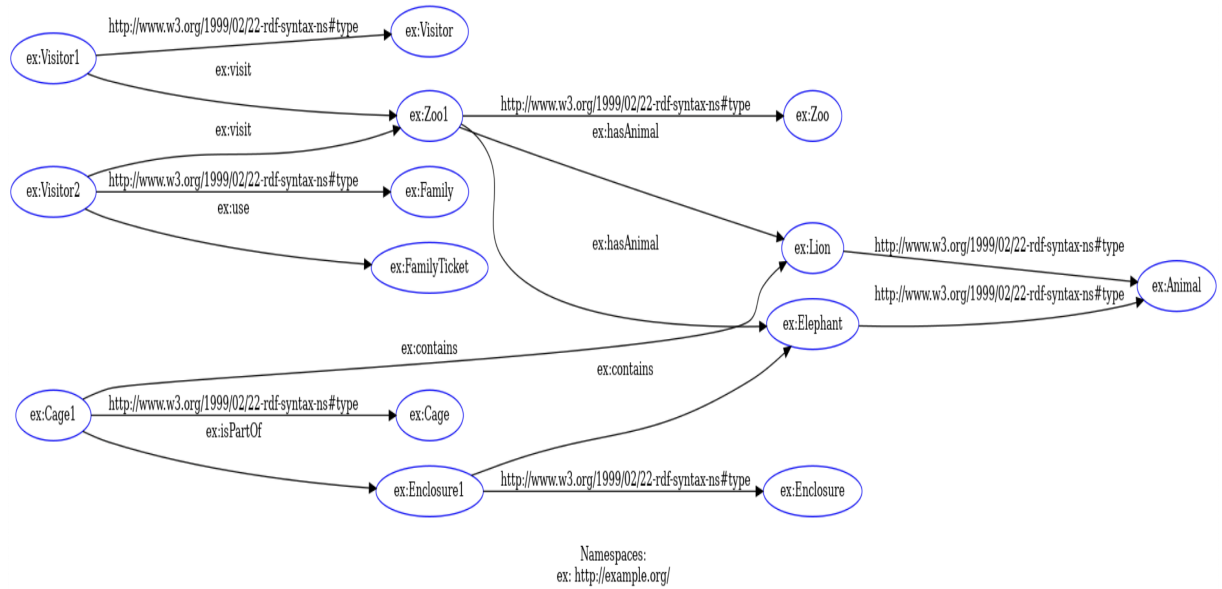 http://www.w3.org/1999/02/22-rdf-syntax-ns#type
ex:Visitor
ex:Visitor1
ex:visit
ex:Zoo1
http://www.w3.org/1999/02/22-rdf-syntax-ns#type
ex:Zoo
ex:visit
ex:hasAnimal
http://www.w3.org/1999/02/22-rdf-syntax-ns#type
ex:Visitor2
ex:Family
ex:use
ex:hasAnimal
ex:Lion
http://www.w3.org/1999/02/22-rdf-syntax-ns#type
ex:FamilyTicket
ex:Animal
http://www.w3.org/1999/02/22-rdf-syntax-ns#type
ex:Elephant
ex:contains
ex:contains
http://www.w3.org/1999/02/22-rdf-syntax-ns#type
ex:Cage1
ex:Cage
ex:isPartOf
http://www.w3.org/1999/02/22-rdf-syntax-ns#type
ex:Enclosure1
ex:Enclosure
Namespaces:
ex: http://example.org/